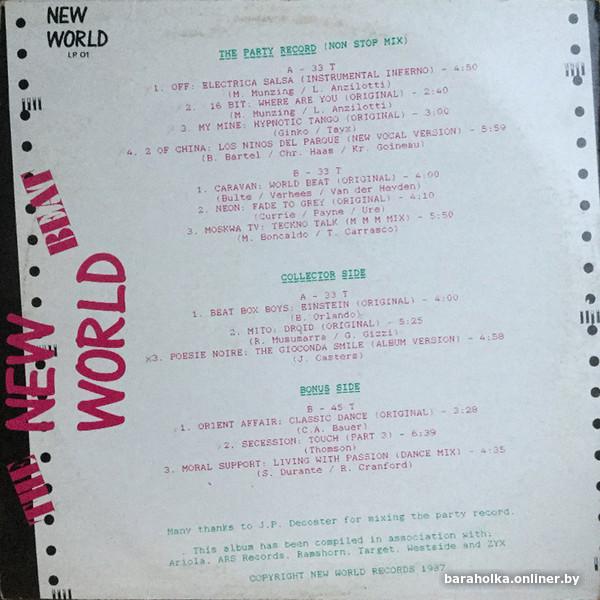 NEW
WORLD
LP 01
THE PARTY RECORD (NON STOP MIX)
A - 33 T
1. OFF: ELECTRICA SALSA (INSTRUMENTAL INFERNO) - 4:50
(M. Munzing / L. Anzilotti)
2. 16 BIT: WHERE ARE YOU (ORIGINAL) - 2:40
(M. Munzing / L. Anzilotti)
3. MY MINE: HYPNOTIC TANGO (ORIGINAL) - 3:00
(Ginko / Tayx)
4. 2 OF CHINA: LOS NINOS DEL PARQUE (NEW VOCAL VERSION) - 5:59
(B. Bartel / Chr. Haas / Kr. Goineau)
B - 33 T
1. CARAVAN: WORLD BEAT (ORIGINAL) - 4:00
(Bulte / Verhees / Van der Heyden)
2. NEON: FADE TO GREY (ORIGINAL) - 4:10
(Currie / Payne / Ure)
3. MOSKWA TV: TECKNO TALK (M M M MIX) - 5:50
(M. Boncaldo / T. Carrasco)
COLLECTOR SIDE
A - 33 T
1. BEAT BOX BOYS: EINSTEIN (ORIGINAL) - 4:00
(B. Orlando)
2. MITO: DROID (ORIGINAL) - 5:25
(R. Musumarra / G. Gizzi)
3. POESIE NOIRE: THE GIOCONDA SMILE (ALBUM VERSION) - 4:58
(J. Casters)
BONUS SIDE
B - 45 T
1. ORIENT AFFAIR: CLASSIC DANCE (ORIGINAL) - 3:28
(C.A. Bauer)
2. SECESSION: TOUCH (PART 3) - 6:39
(Thomson)
3. MORAL SUPPORT: LIVING WITH PASSION (DANCE MIX) - 4:35
(S. Durante / R. Cranford)
Many thanks to J.P. Decoster for mixing the party record.
This album has been compiled in association with:
Ariola, ARS Records, Ramshorn, Target, Westside and ZYX
COPYRIGHT NEW WORLD RECORDS 1987
THE NEW
WORLD
BEAT
baraholka.onliner.by